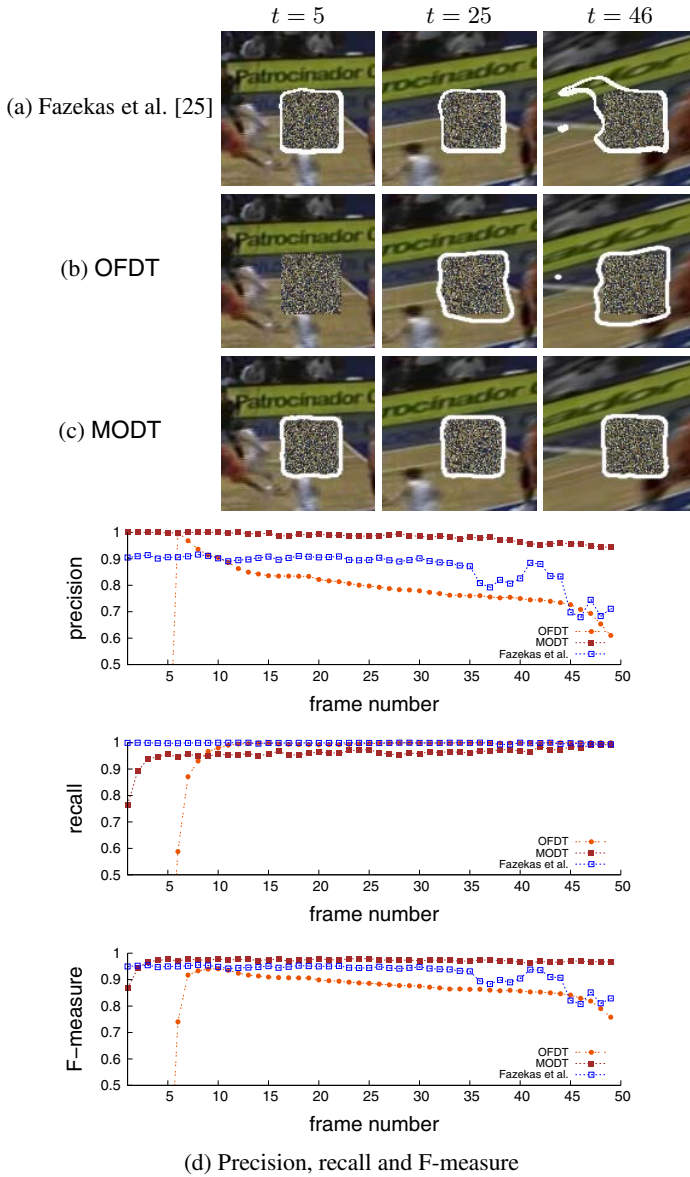 t = 5 t = 25 t = 46
(a) Fazekas et al. [25]
Patrocinador C
(b) OFDT
Patrocinador C
(c) MODT
Patrocinador C
1
0.9
0.8
0.7
0.6
0.5
precision
OFDT
MODT
Fazekas et al.
5 10 15 20 25 30 35 40 45 50
frame number
1
0.9
0.8
0.7
0.6
0.5
recall
OFDT
MODT
Fazekas et al.
5 10 15 20 25 30 35 40 45 50
frame number
1
0.9
0.8
0.7
0.6
0.5
F−measure
OFDT
MODT
Fazekas et al.
5 10 15 20 25 30 35 40 45 50
frame number
(d) Precision, recall and F-measure